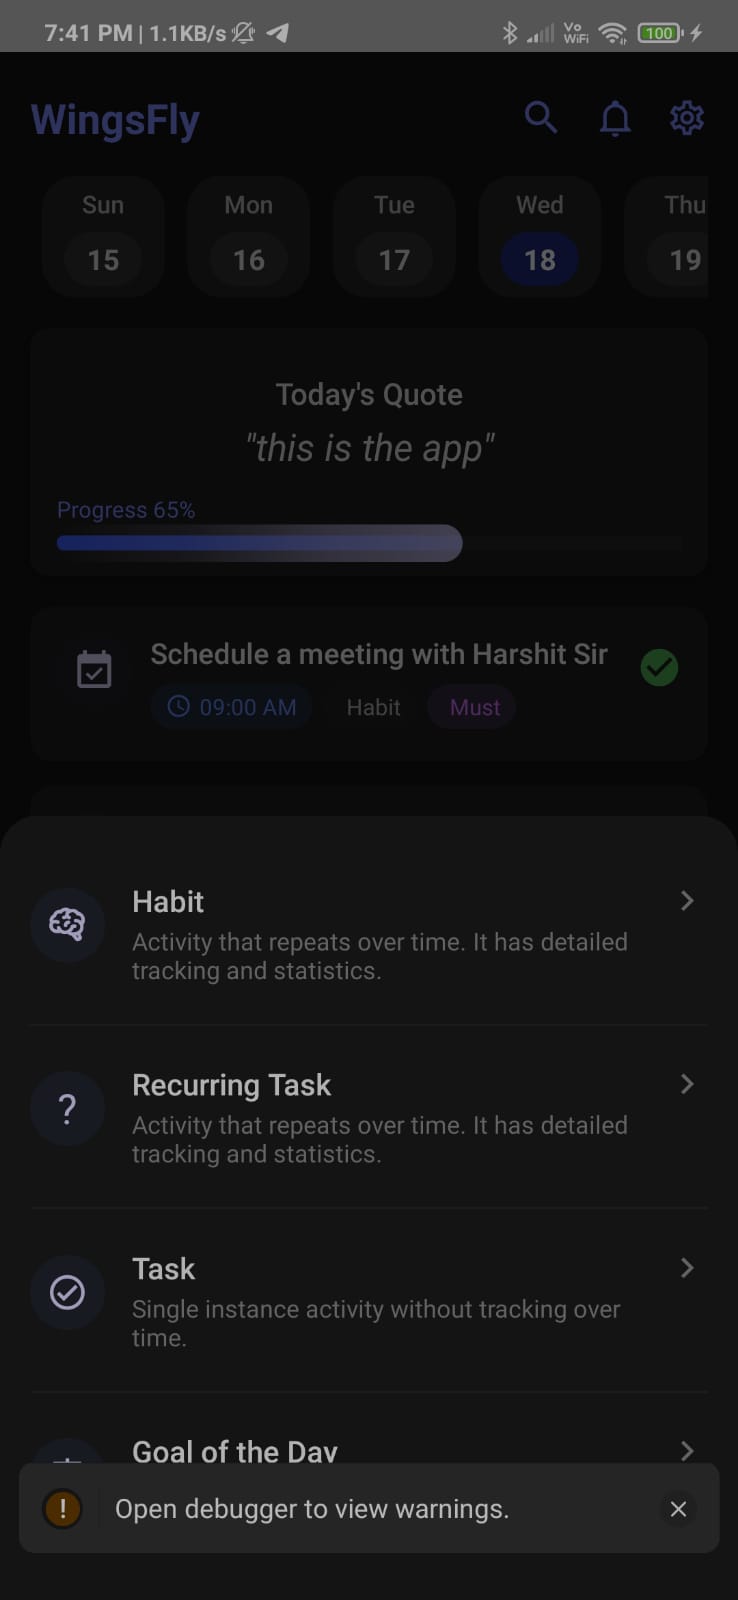 7:41 PM | 1.1KB/s
Vo
WiFi
100
WingsFly
Sun Mon Tue Wed Thu
15 16 17 18 19
Today's Quote
"this is the app"
Progress 65%
Schedule a meeting with Harshit Sir
09:00 AM Habit Must
Habit
Activity that repeats over time. It has detailed
tracking and statistics.
?
Recurring Task
Activity that repeats over time. It has detailed
tracking and statistics.
Task
Single instance activity without tracking over
time.
Goal of the Day
! Open debugger to view warnings.